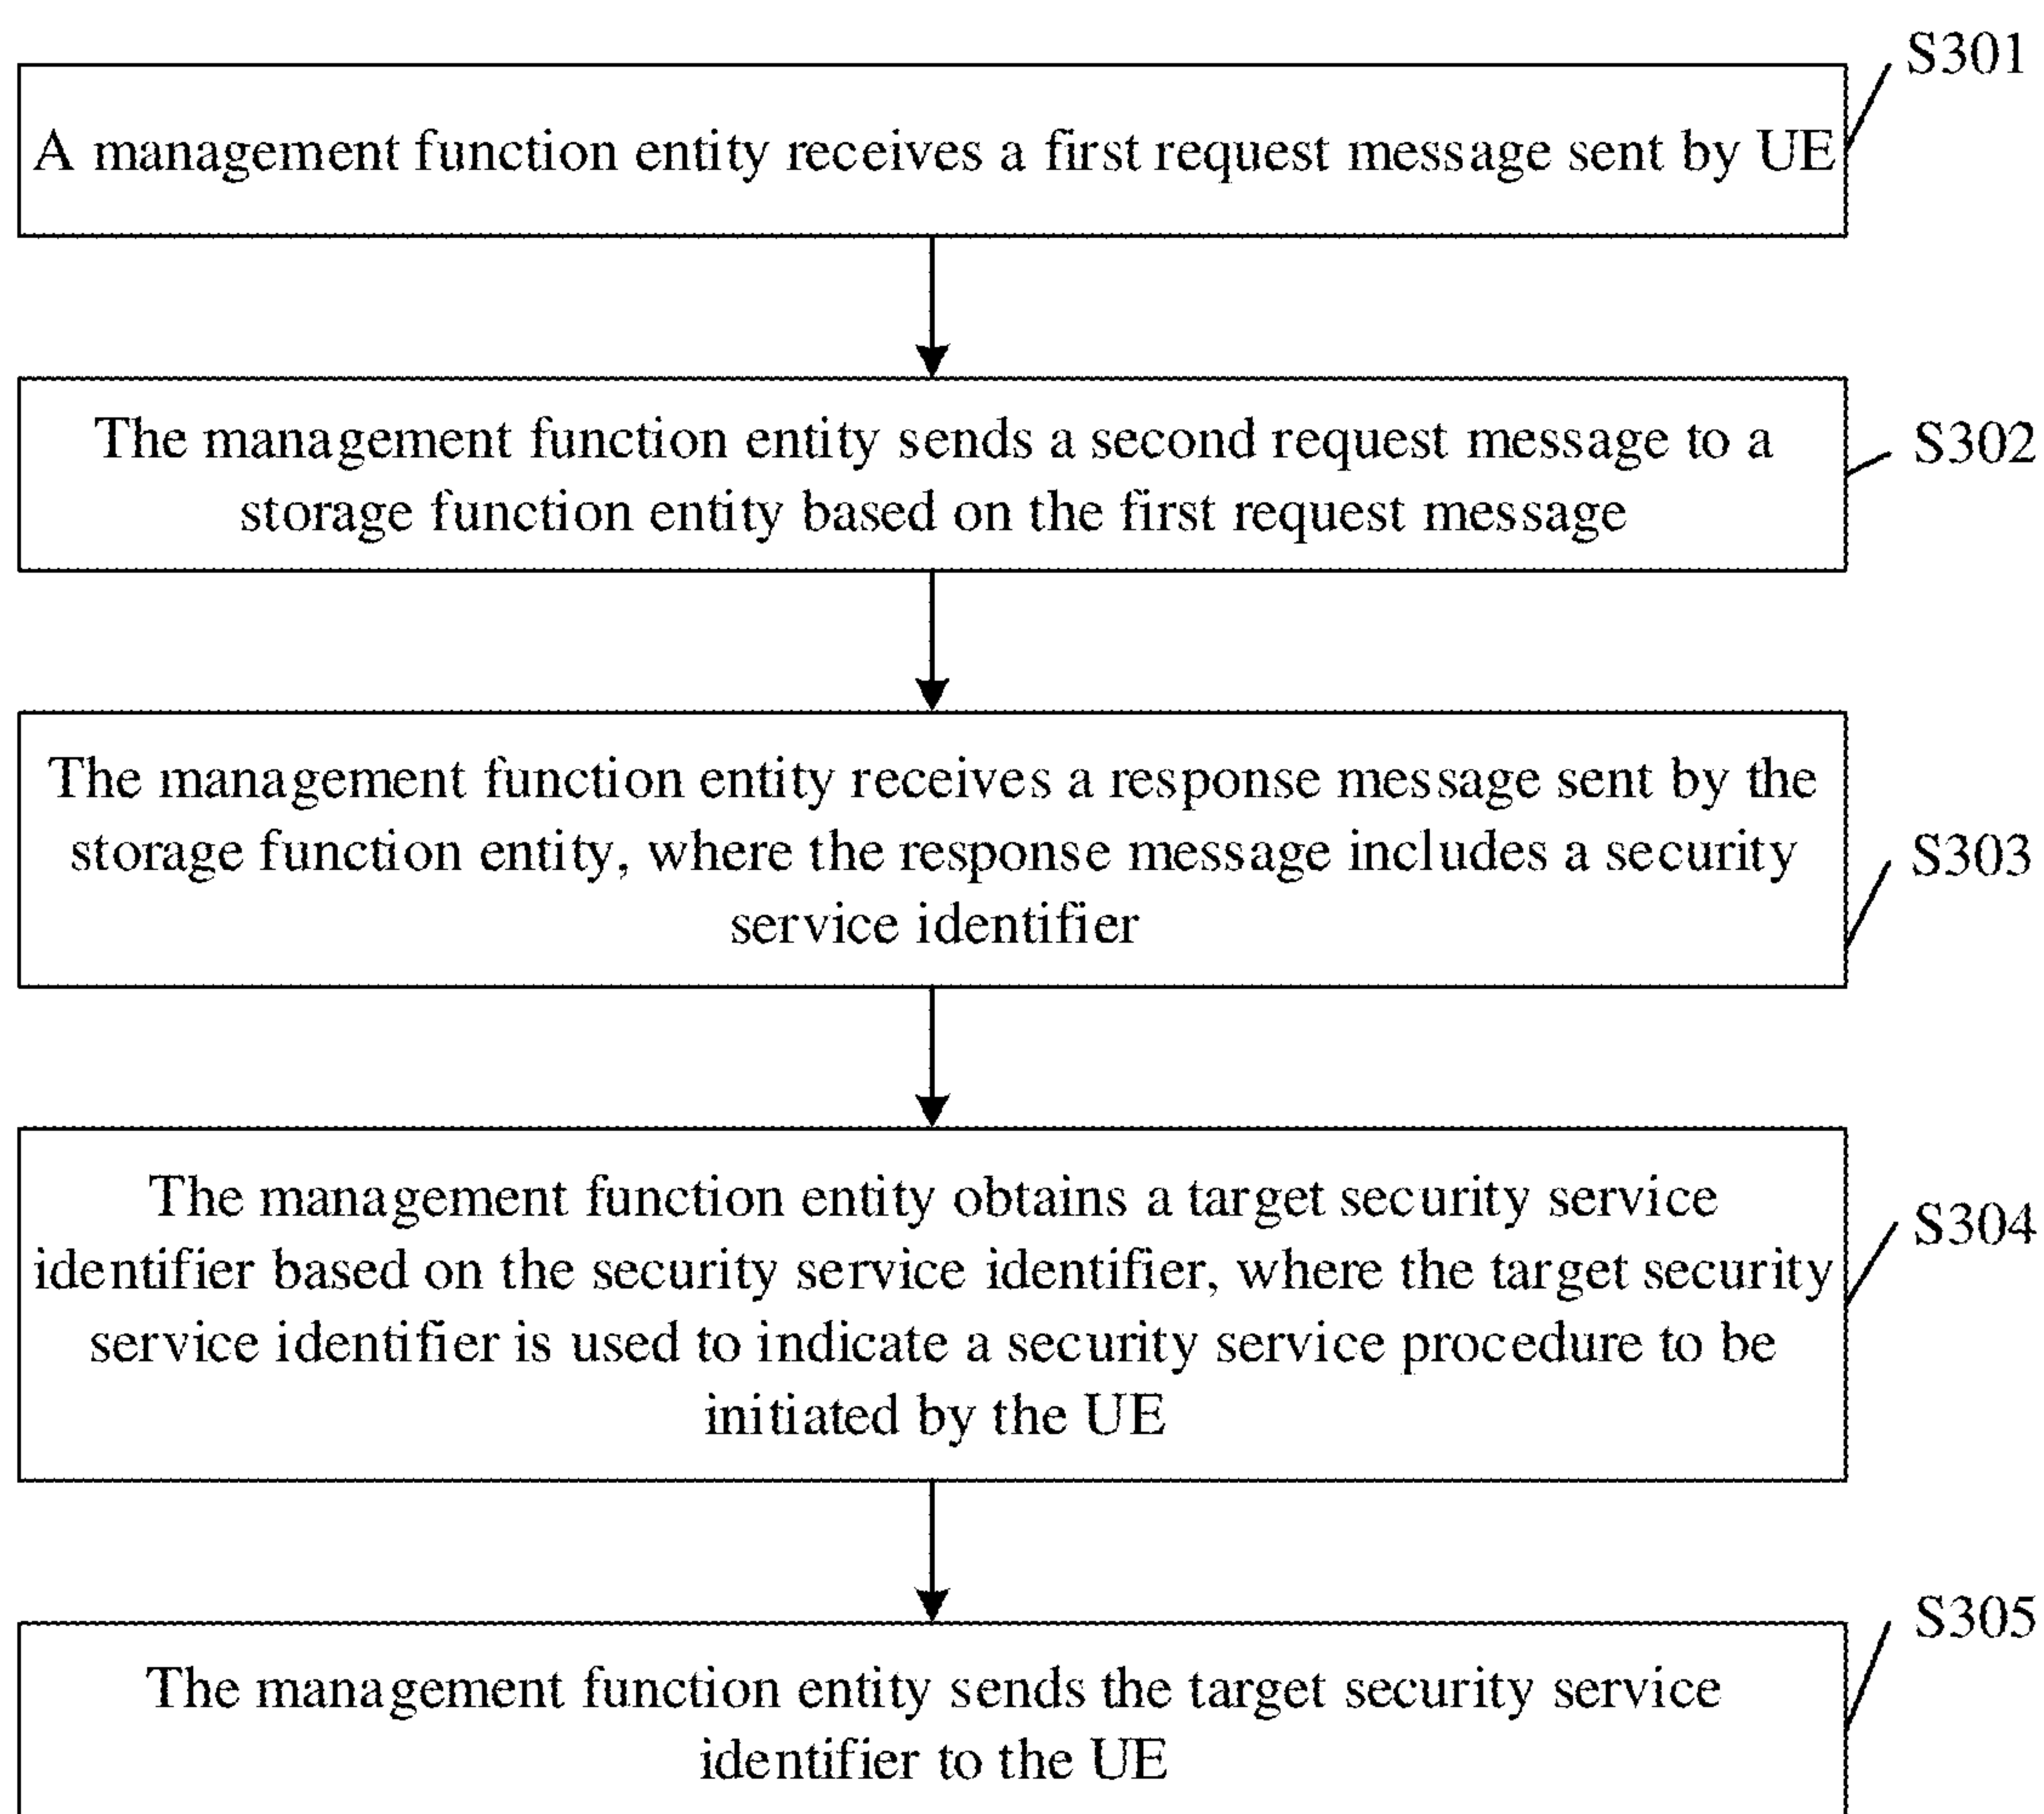 S301
A management function entity receives a first request message sent by UE
The management function entity sends a second request message to a
storage function entity based on the first request message
S302
The management function entity receives a response message sent by the
storage function entity, where the response message includes a security
service identifier
S303
The management function entity obtains a target security service
identifier based on the security service identifier, where the target security
service identifier is used to indicate a security service procedure to be
initiated by the UE
S304
S305
The management function entity sends the target security service
identifier to the UE